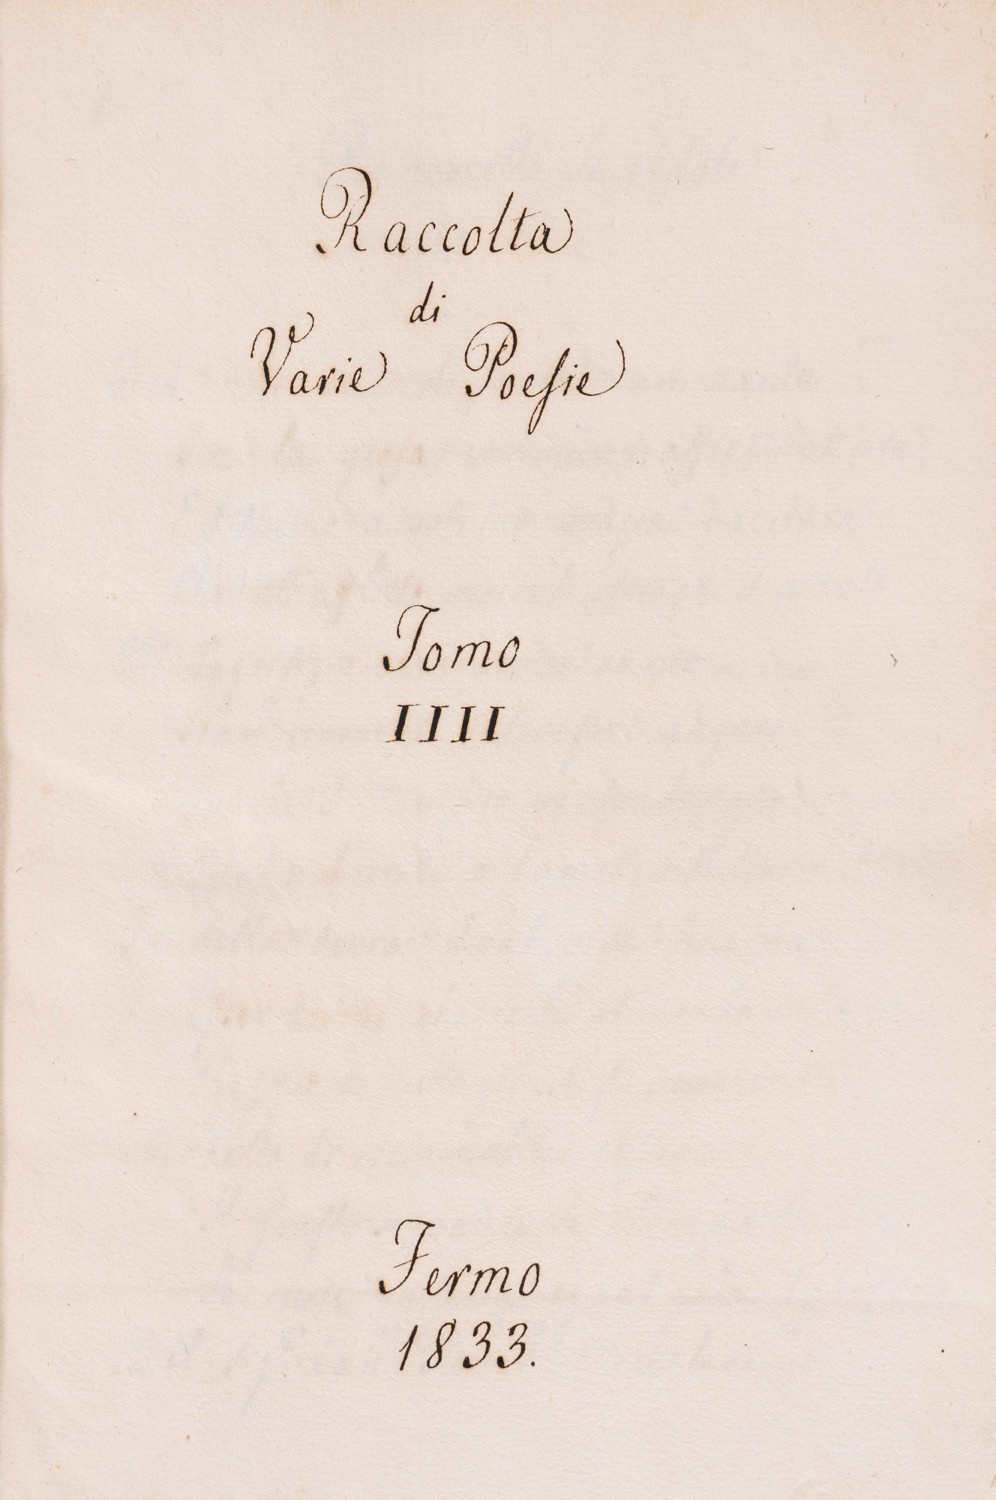 Raccolta
di
Varie Poesie
Tomo
IIII
Fermo
1833.